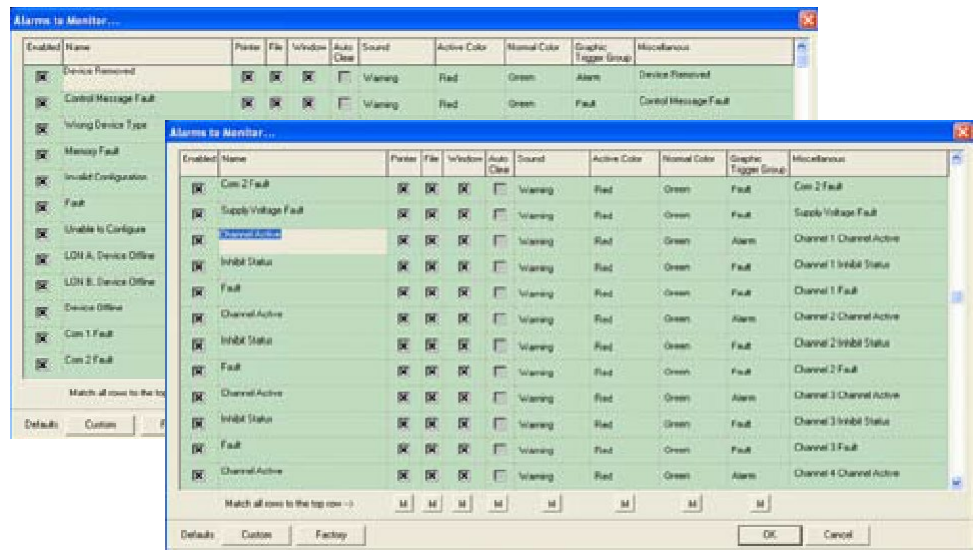 Alarms to Monitor...
Enabled Name Printer File Window Auto Clear Sound Active Color Normal Color Graphic Trigger Group Miscellanous
Device Removed Warning Red Green Alarm Device Removed
Control Message Fault Warning Red Green Fault Control Message Fault
Wrong Device Type
Memory Fault
Invalid Configuration
Fault
Unable to Configure
LON A, Device Offline
LON B, Device Offline
Device Offline
Com 1 Fault
Com 2 Fault
Match all rows to the top
Defaults Custom F
Alarms to Monitor...
Enabled Name Printer File Window Auto Clear Sound Active Color Normal Color Graphic Trigger Group Miscellanous
Com 2 Fault Warning Red Green Fault Com 2 Fault
Supply Voltage Fault Warning Red Green Fault Supply Voltage Fault
Channel Active Warning Red Green Alarm Channel 1 Channel Active
Inhibit Status Warning Red Green Fault Channel 1 Inhibit Status
Fault Warning Red Green Fault Channel 1 Fault
Channel Active Warning Red Green Alarm Channel 2 Channel Active
Inhibit Status Warning Red Green Fault Channel 2 Inhibit Status
Fault Warning Red Green Fault Channel 2 Fault
Channel Active Warning Red Green Alarm Channel 3 Channel Active
Inhibit Status Warning Red Green Fault Channel 3 Inhibit Status
Fault Warning Red Green Fault Channel 3 Fault
Channel Active Warning Red Green Alarm Channel 4 Channel Active
Match all rows to the top row --> M M M M M M M M
Defaults Custom Factory OK Cancel